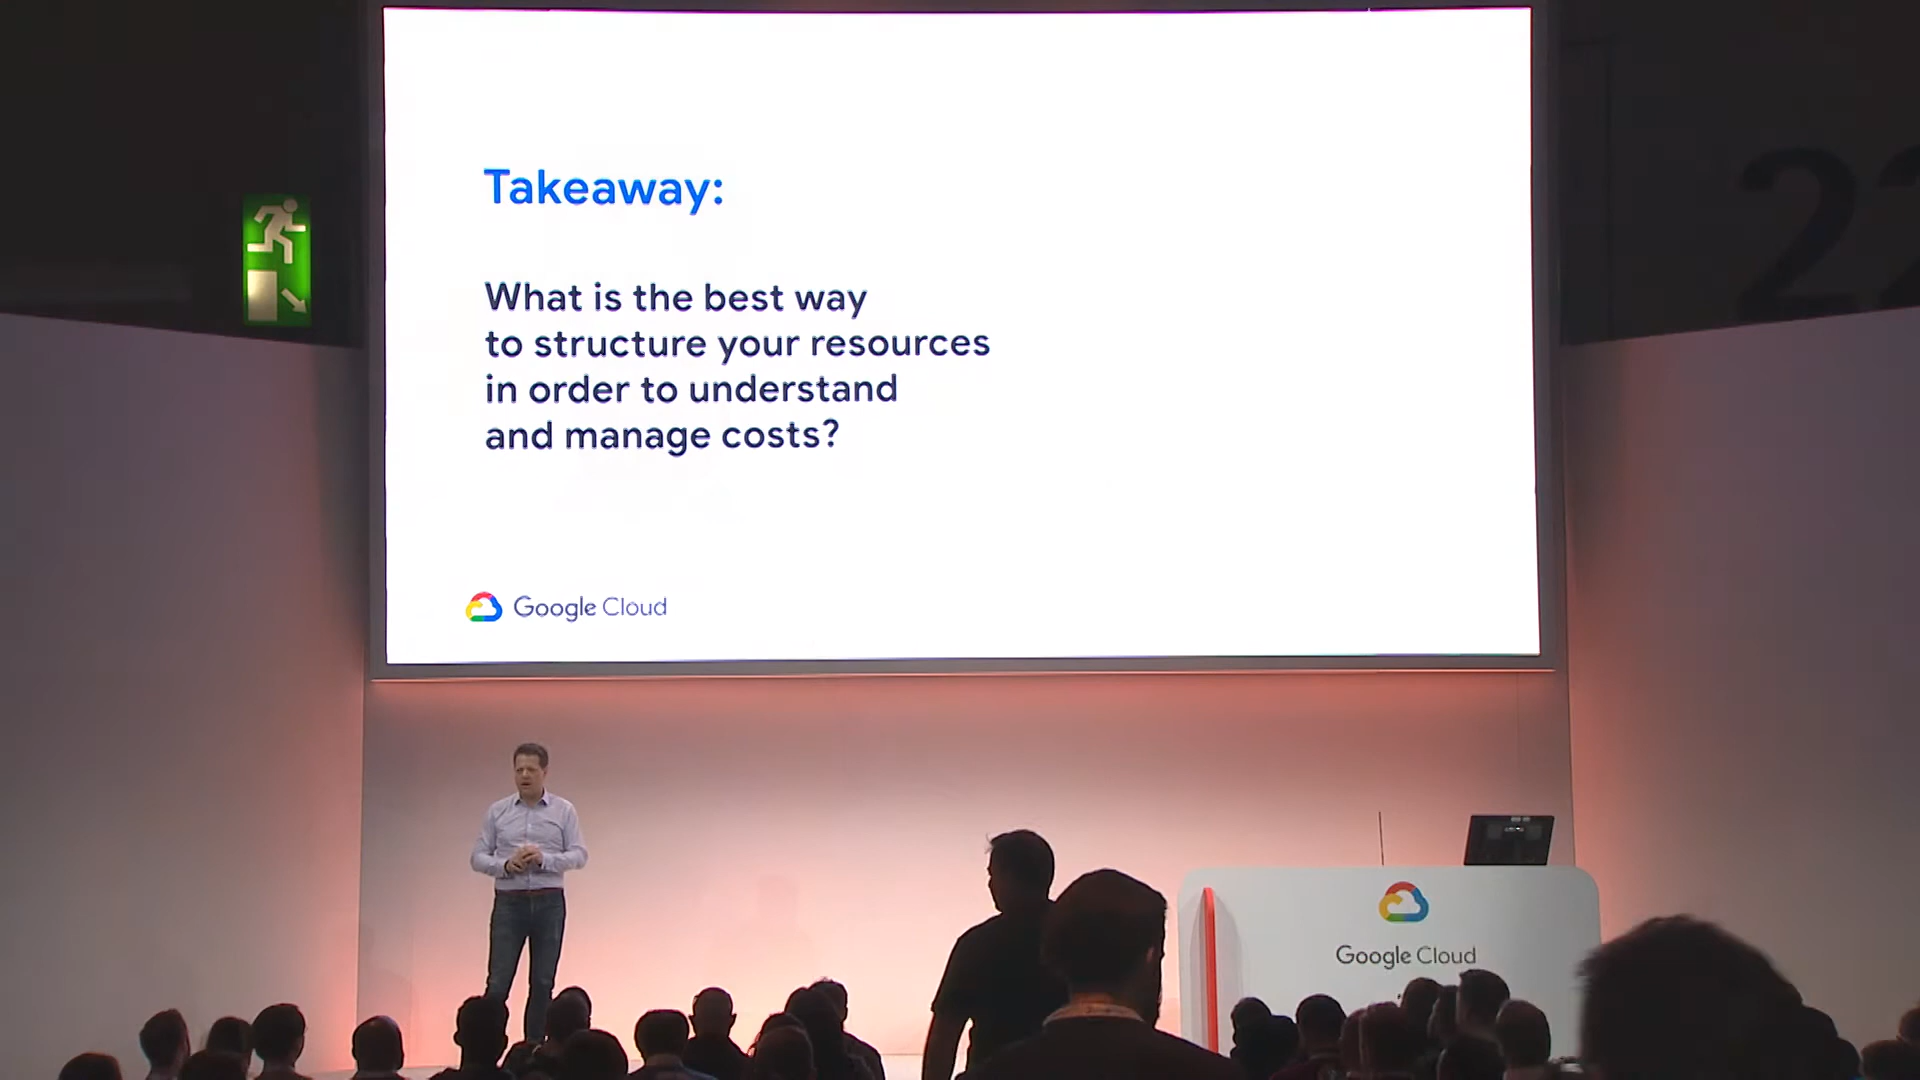 Takeaway:
What is the best way
to structure your resources
in order to understand
and manage costs?
Google Cloud
22
Google Cloud